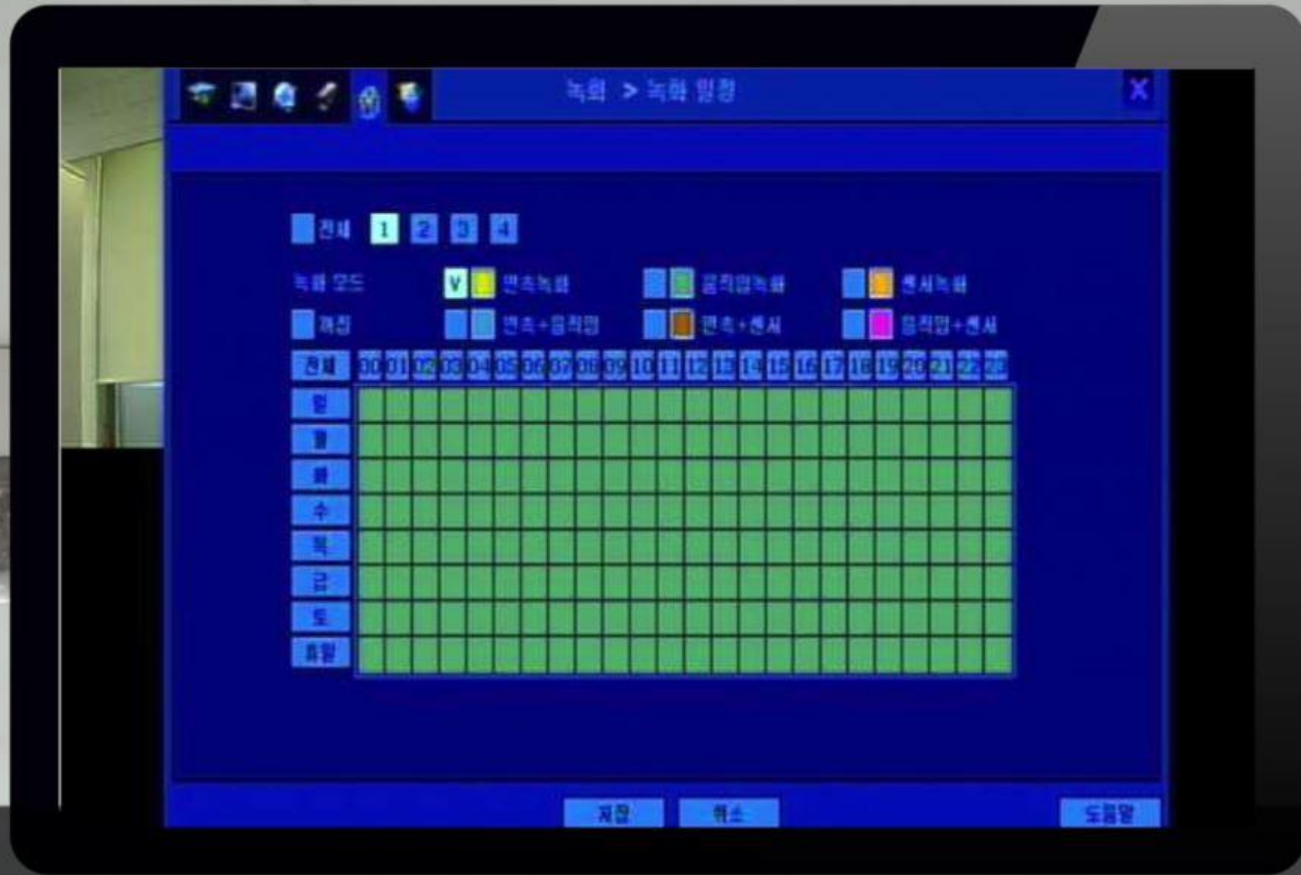 녹화 > 녹화 일정
X
전체 1 2 3 4
녹화 모드 V 연속녹화 움직임녹화 센서녹화
꺼짐 연속+움직임 연속+센서 움직임+센서
전체 00 01 02 03 04 05 06 07 08 09 10 11 12 13 14 15 16 17 18 19 20 21 22 23
일
월
화
수
목
금
토
휴일
저장 취소 도움말